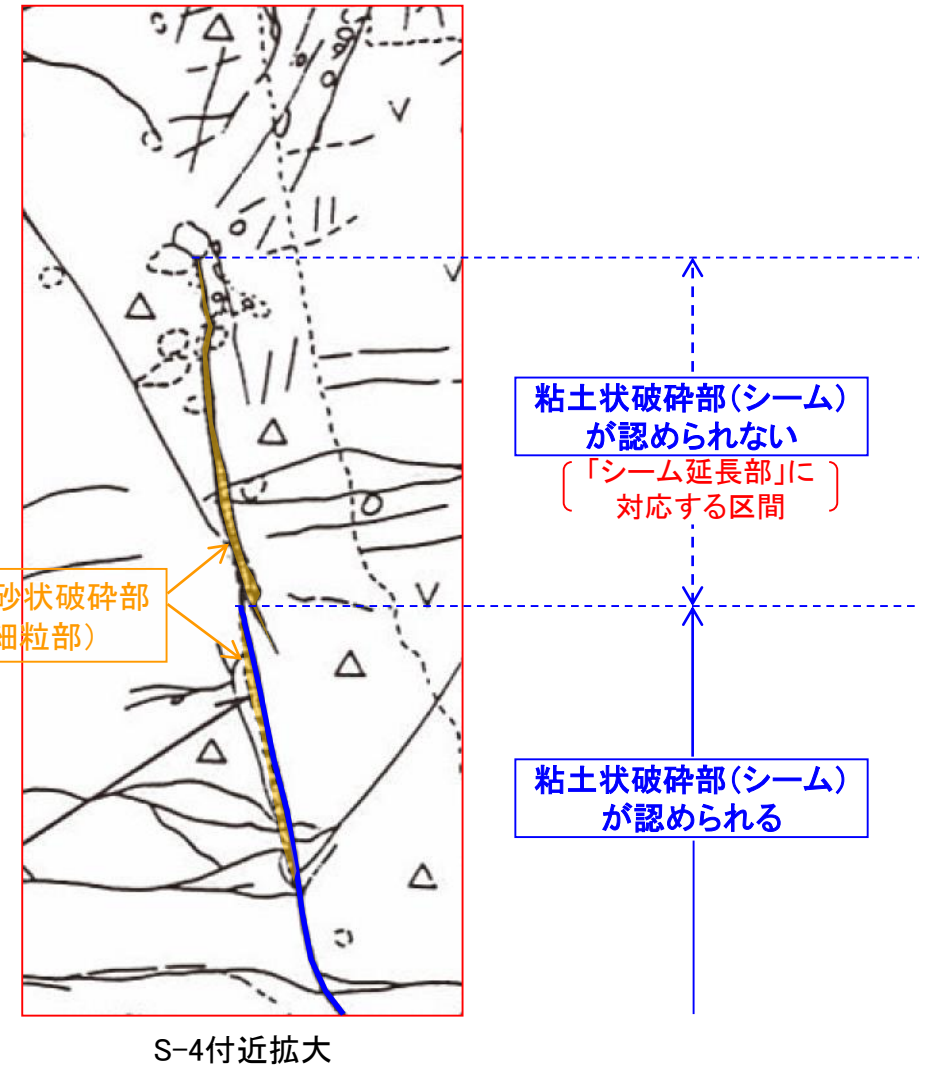 粘土状破砕部(シーム)
が認められない
「シーム延長部」に
対応する区間
砂状破砕部
細粒部)
粘土状破砕部(シーム)
が認められる
S-4付近拡大